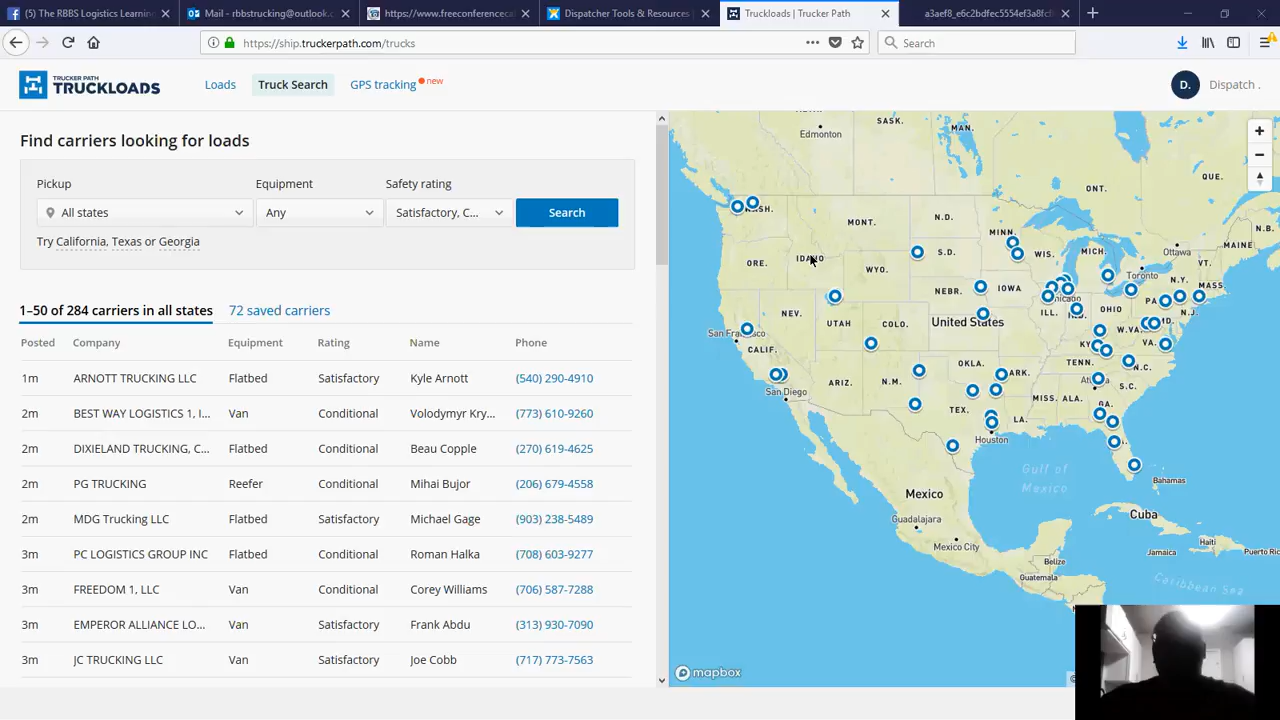 (5) The RBBS Logistics Learning
Mail - rbbstrucking@outlook.c
https://www.freeconferenceca
Dispatcher Tools & Resources
Truckloads | Trucker Path
a3aef8_e6c2bdfec5554ef3a8fcf
https://ship.truckerpath.com/trucks
Search
TRUCKER PATH
TRUCKLOADS
Loads
Truck Search
GPS tracking new
D.
Dispatch .
Find carriers looking for loads
Pickup
Equipment
Safety rating
All states
Any
Satisfactory, C...
Search
Try California, Texas or Georgia
1–50 of 284 carriers in all states
72 saved carriers
Posted Company Equipment Rating Name Phone
1m ARNOTT TRUCKING LLC Flatbed Satisfactory Kyle Arnott (540) 290-4910
2m BEST WAY LOGISTICS 1, I... Van Conditional Volodymyr Kry... (773) 610-9260
2m DIXIELAND TRUCKING, C... Van Conditional Beau Copple (270) 619-4625
2m PG TRUCKING Reefer Conditional Mihai Bujor (206) 679-4558
2m MDG Trucking LLC Flatbed Satisfactory Michael Gage (903) 238-5489
3m PC LOGISTICS GROUP INC Flatbed Conditional Roman Halka (708) 603-9277
3m FREEDOM 1, LLC Van Conditional Corey Williams (706) 587-7288
3m EMPEROR ALLIANCE LO... Van Satisfactory Frank Abdu (313) 930-7090
3m JC TRUCKING LLC Van Satisfactory Joe Cobb (717) 773-7563
SASK.
MAN.
Edmonton
ONT.
QUE.
N.B.
MONT.
N.D.
MINN.
Ottawa
MAINE
ORE.
IDAHO
S.D.
WIS.
MICH.
Toronto
VT.
WYO.
N.Y.
MASS
NEBR.
IOWA
Chicago
PA
NEV.
UTAH
COLO.
United States
ILL.
IND.
OHIO
W.VA.
MD.
N.J.
San Francisco
CALIF.
KY
VA.
OKLA.
TENN.
N.C.
San Diego
ARIZ.
N.M.
ARK.
Atlanta
S.C.
TEX.
MISS.
ALA.
GA.
LA.
Houston
Gulf of
Mexico
Mexico
Bahamas
Guadalajara
Cuba
Mexico City
Haiti
Jamaica
Puerto Ric
Belize
Guatemala
Caribbean Sea
mapbox